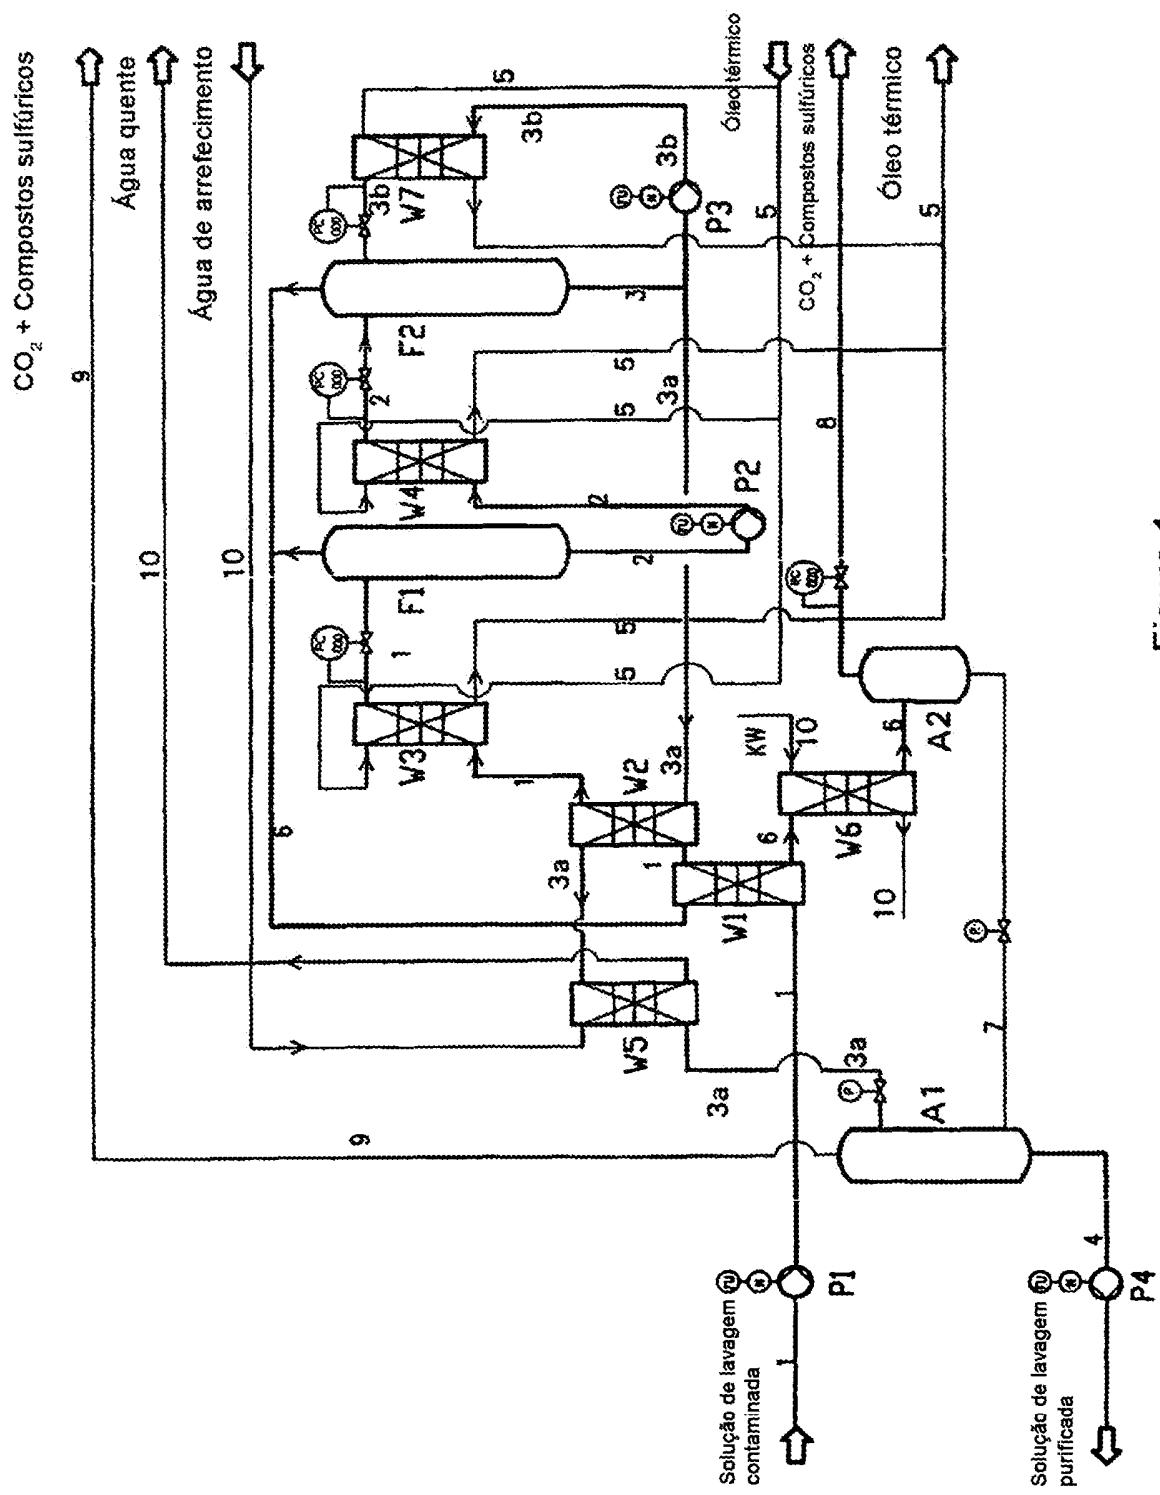 CO₂ + Compostos sulfúricos
Água quente
Água de arrefecimento
Óleo térmico
CO₂ + Compostos sulfúricos
Óleo térmico
9
10
10
5
3b
3b
3b
W7
P3
5
5
3
F2
2
5
5
3a
8
W4
2
P2
F1
2
1
5
5
W3
1
W2
3a
KW
10
6
A2
6
3a
1
W1
6
W6
10
W5
1
7
3a
3a
A1
9
4
P1
P4
1
Solução de lavagem
contaminada
Solução de lavagem
purificada
6